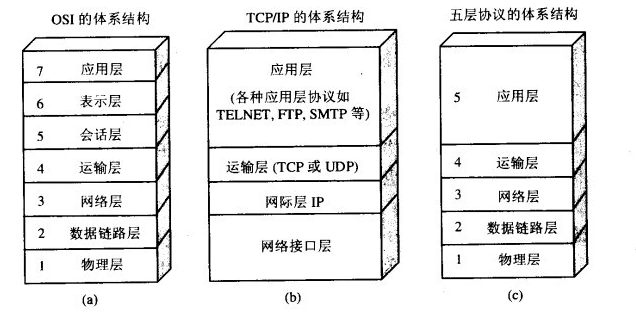 OSI 的体系结构
7 应用层
6 表示层
5 会话层
4 运输层
3 网络层
2 数据链路层
1 物理层
(a)
TCP/IP 的体系结构
应用层
(各种应用层协议如
TELNET, FTP, SMTP 等)
运输层 (TCP 或 UDP)
网际层 IP
网络接口层
(b)
五层协议的体系结构
5 应用层
4 运输层
3 网络层
2 数据链路层
1 物理层
(c)